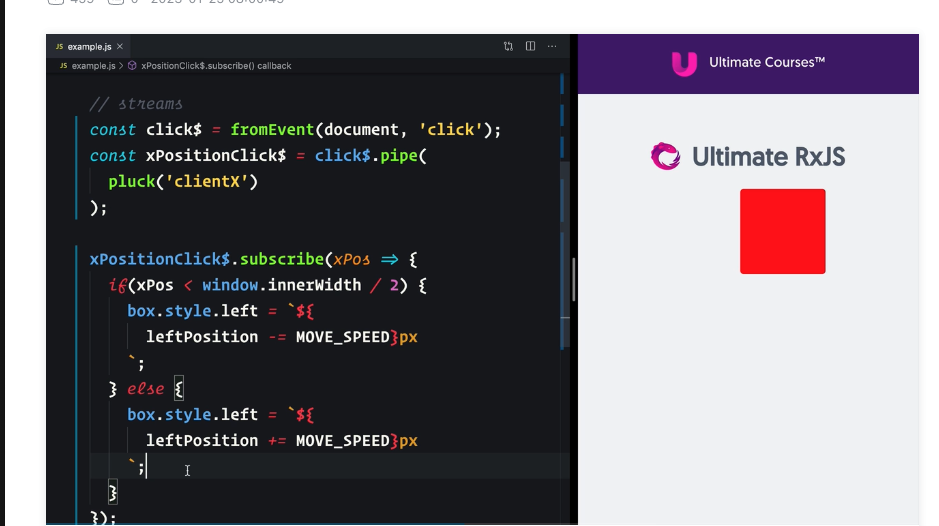 JS example.js ×
JS example.js > xPositionClick$.subscribe() callback
// streams
const click$ = fromEvent(document, 'click');
const xPositionClick$ = click$.pipe(
pluck('clientX')
);
xPositionClick$.subscribe(xPos => {
if(xPos < window.innerWidth / 2) {
box.style.left = `${
leftPosition -= MOVE_SPEED}px
`;
} else {
box.style.left = `${
leftPosition += MOVE_SPEED}px
`;
}
});
Ultimate Courses™
Ultimate RxJS